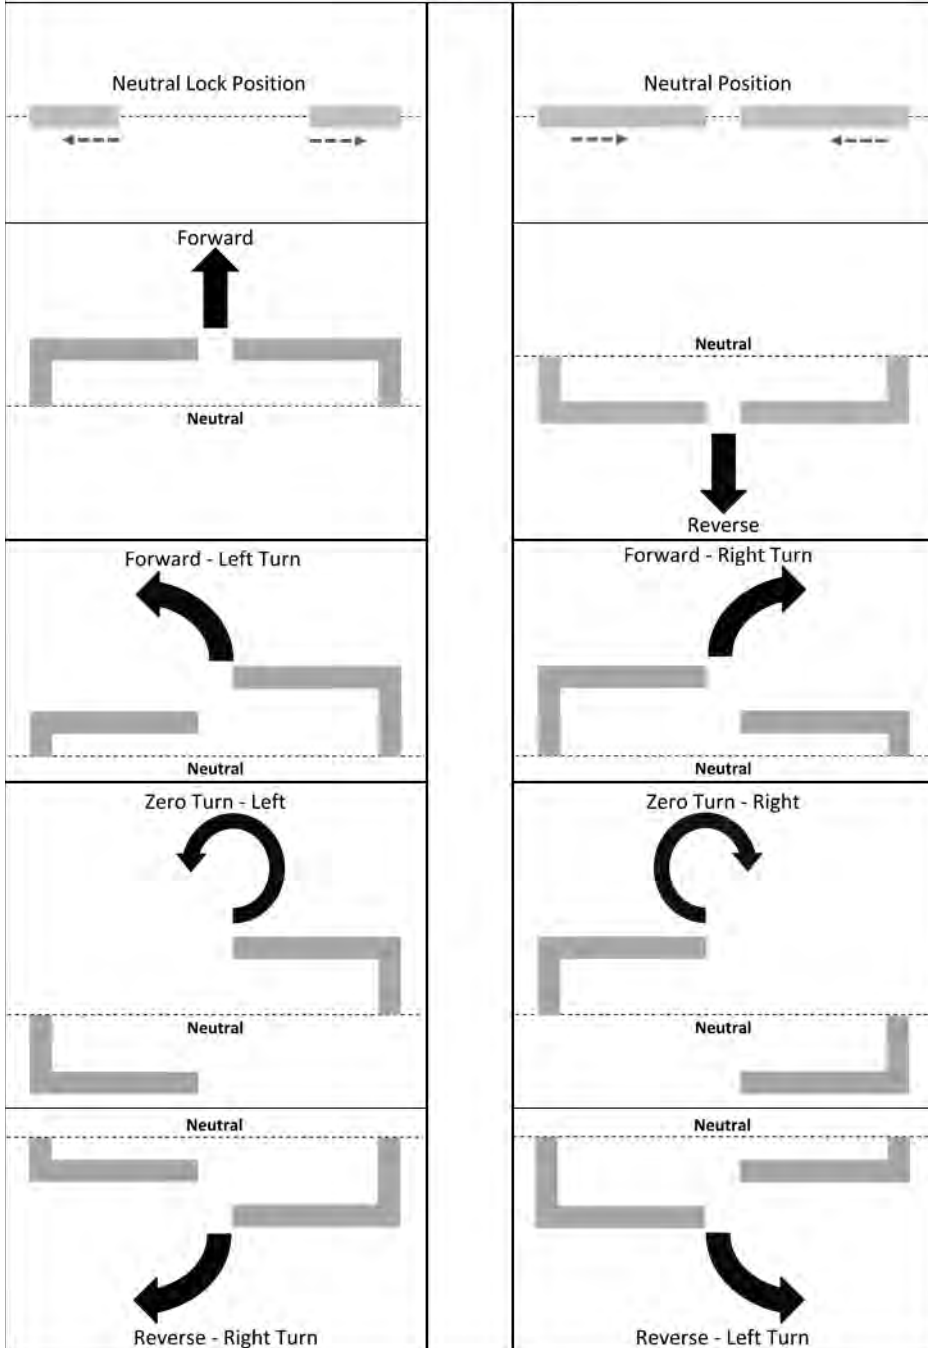 Neutral Lock Position
Neutral Position
Forward
Neutral
Neutral
Reverse
Forward - Left Turn
Neutral
Forward - Right Turn
Neutral
Zero Turn - Left
Neutral
Zero Turn - Right
Neutral
Neutral
Reverse - Right Turn
Neutral
Reverse - Left Turn